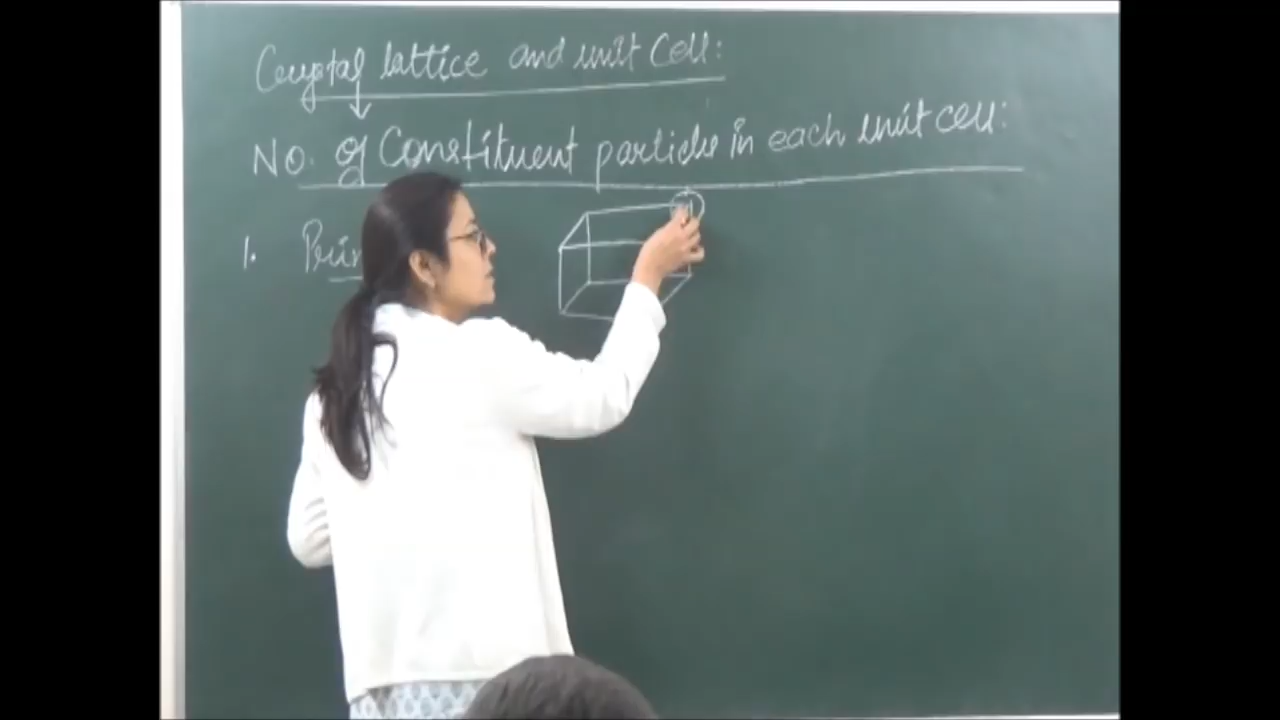 Crystal lattice and unit Cell:
No. of Constituent particle in each unit cell:
1.